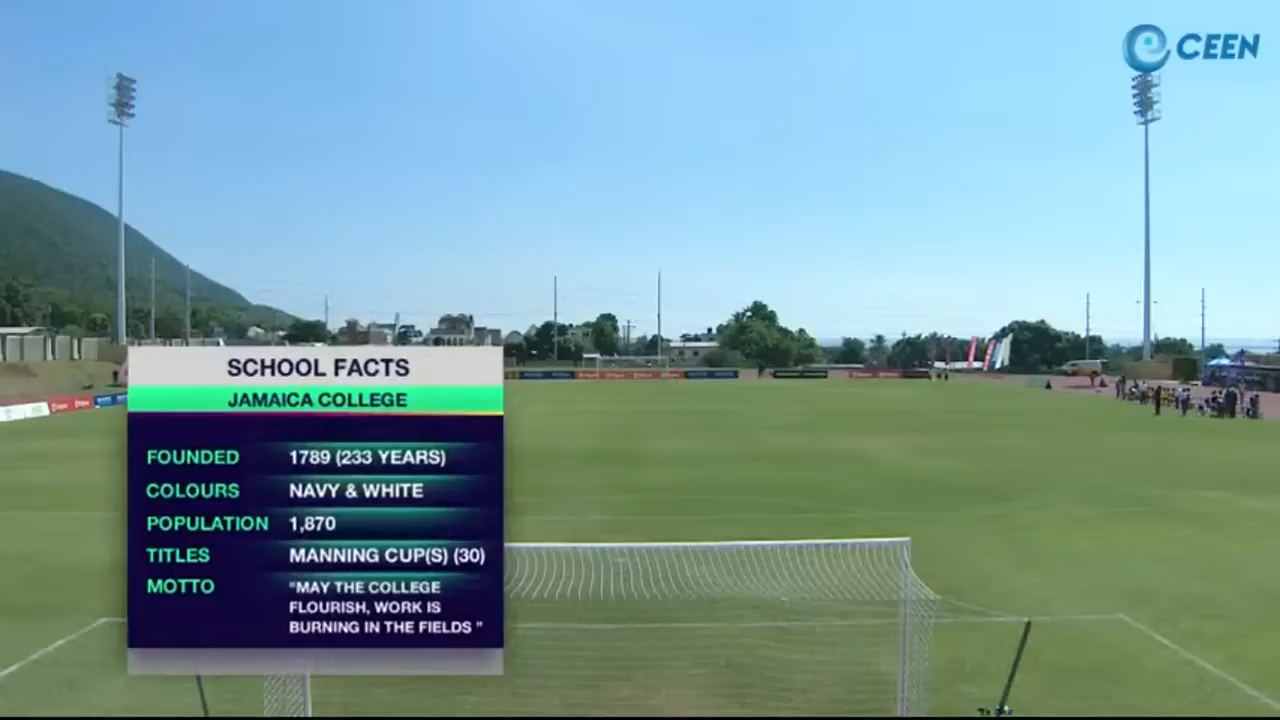 CEEN
SCHOOL FACTS
JAMAICA COLLEGE
FOUNDED 1789 (233 YEARS)
COLOURS NAVY & WHITE
POPULATION 1,870
TITLES MANNING CUP(S) (30)
MOTTO "MAY THE COLLEGE
FLOURISH, WORK IS
BURNING IN THE FIELDS "